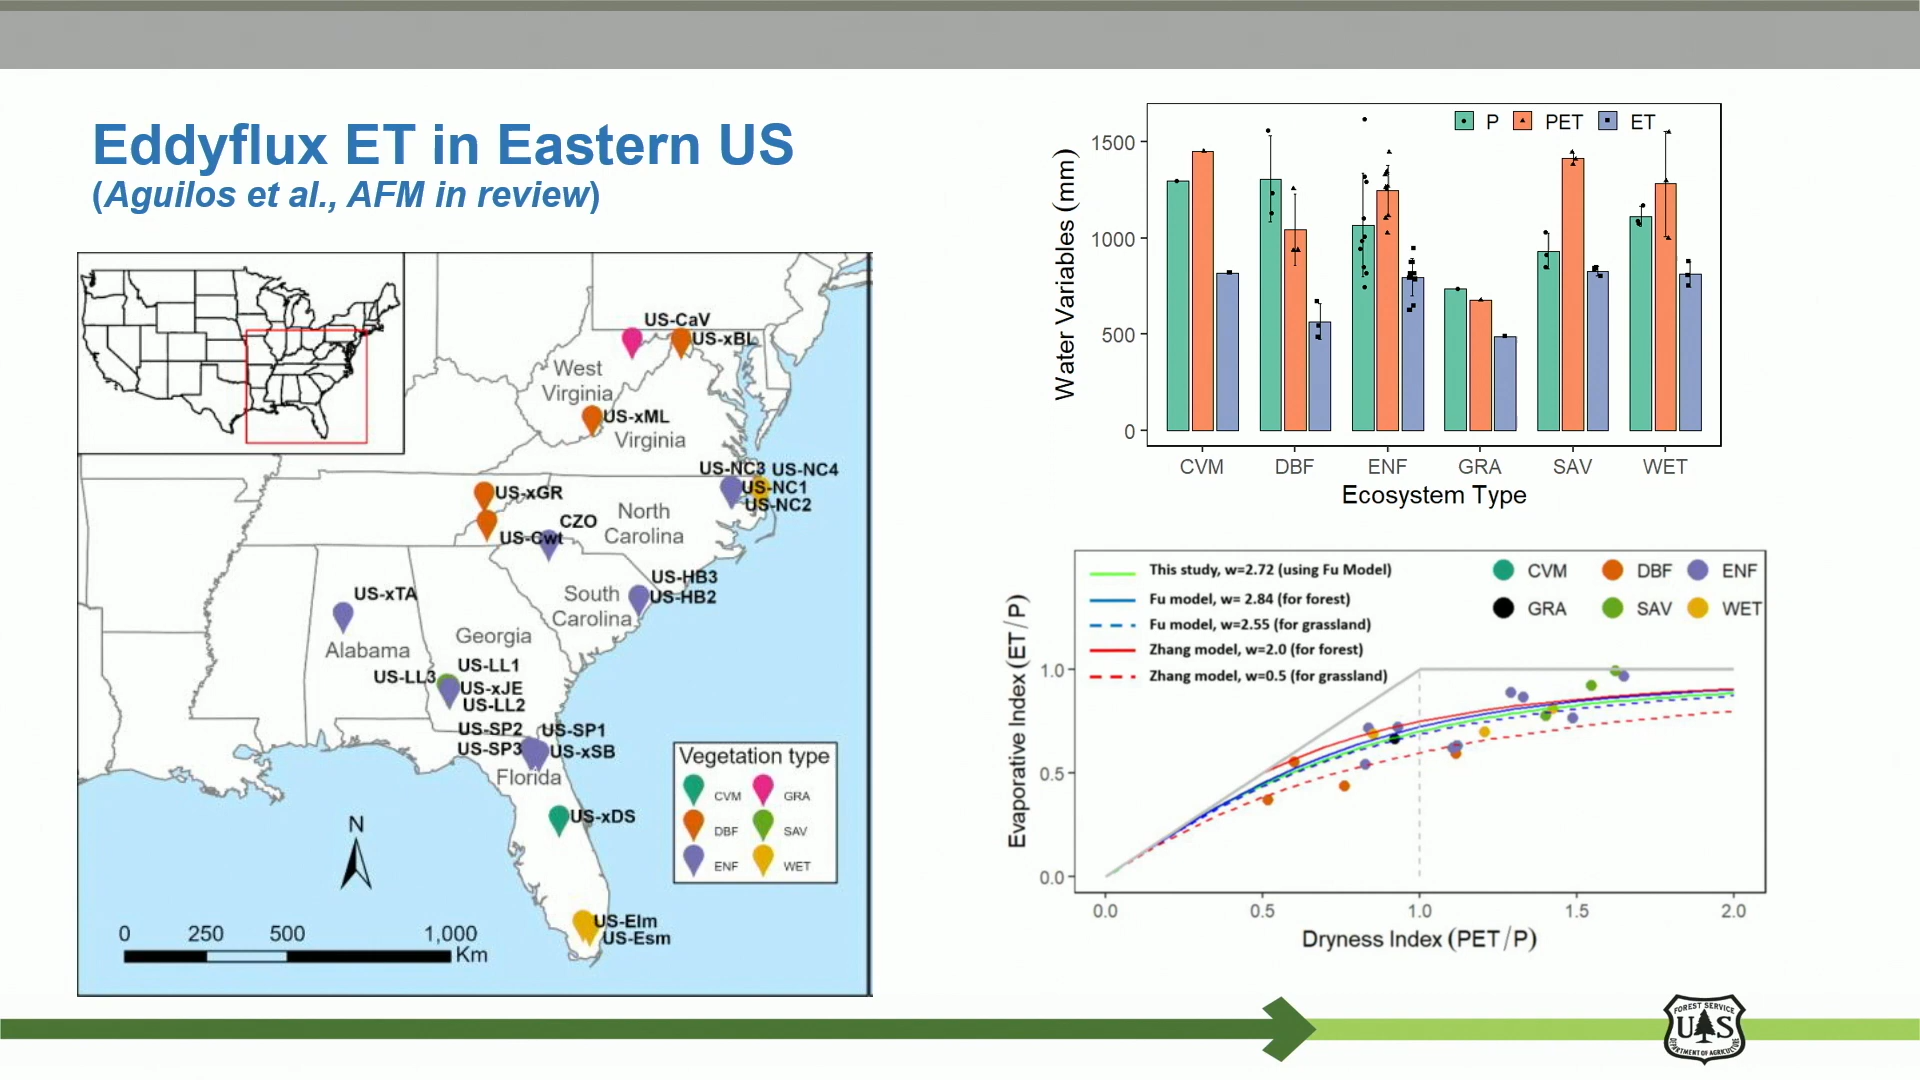 Eddyflux ET in Eastern US
(Aguilos et al., AFM in review)
US-CaV
US-xBL
West
Virginia
US-xML
Virginia
US-NC3 US-NC4
US-NC1
US-NC2
US-xGR
CZO
US-Cwt
North
Carolina
US-HB3
US-HB2
South
Carolina
US-xTA
Alabama
Georgia
US-LL1
US-LL3
US-xJE
US-LL2
US-SP2
US-SP1
US-SP3
US-xSB
Florida
US-xDS
US-Elm
US-Esm
Vegetation type
CVM
GRA
DBF
SAV
ENF
WET
N
0 250 500 1,000
Km
P PET ET
Water Variables (mm)
1500
1000
500
0
CVM DBF ENF GRA SAV WET
Ecosystem Type
This study, w=2.72 (using Fu Model)
Fu model, w= 2.84 (for forest)
Fu model, w=2.55 (for grassland)
Zhang model, w=2.0 (for forest)
Zhang model, w=0.5 (for grassland)
CVM DBF ENF
GRA SAV WET
Evaporative Index (ET/P)
1.0
0.5
0.0
0.0 0.5 1.0 1.5 2.0
Dryness Index (PET/P)
FOREST SERVICE
U S
DEPARTMENT OF AGRICULTURE